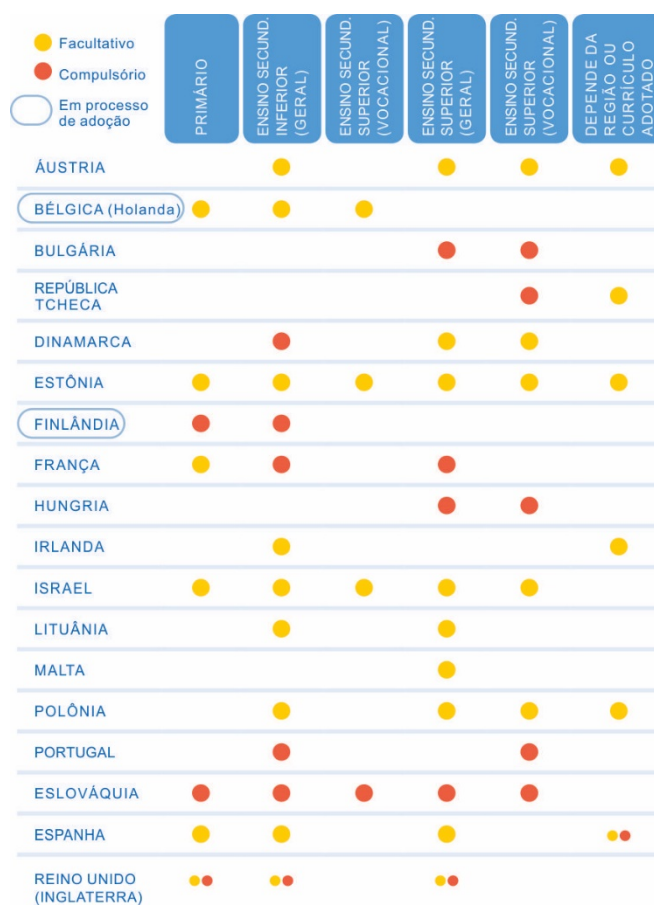 Facultativo
Compulsório
Em processo
de adoção
PRIMÁRIO
ENSINO SECUND.
INFERIOR
(GERAL)
ENSINO SECUND.
SUPERIOR
(VOCACIONAL)
ENSINO SECUND.
SUPERIOR
(GERAL)
ENSINO SECUND.
SUPERIOR
(VOCACIONAL)
DEPENDE DA
REGIÃO OU
CURRÍCULO
ADOTADO
ÁUSTRIA
BÉLGICA (Holanda)
BULGÁRIA
REPÚBLICA
TCHECA
DINAMARCA
ESTÔNIA
FINLÂNDIA
FRANÇA
HUNGRIA
IRLANDA
ISRAEL
LITUÂNIA
MALTA
POLÔNIA
PORTUGAL
ESLOVÁQUIA
ESPANHA
REINO UNIDO
(INGLATERRA)